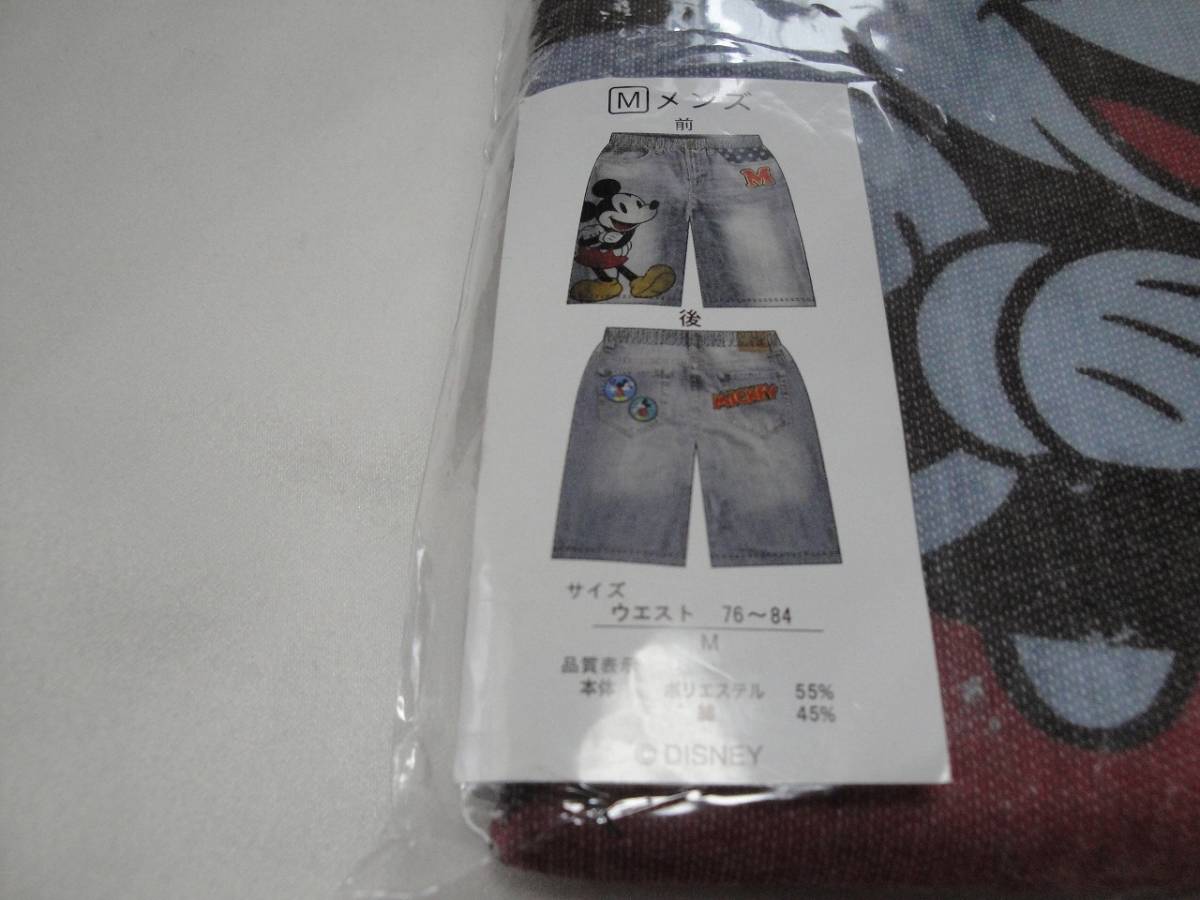 M メンズ
前
M
後
MICKEY
サイズ
ウエスト 76～84
M
品質表示
本体 ポリエステル 55%
綿 45%
© DISNEY